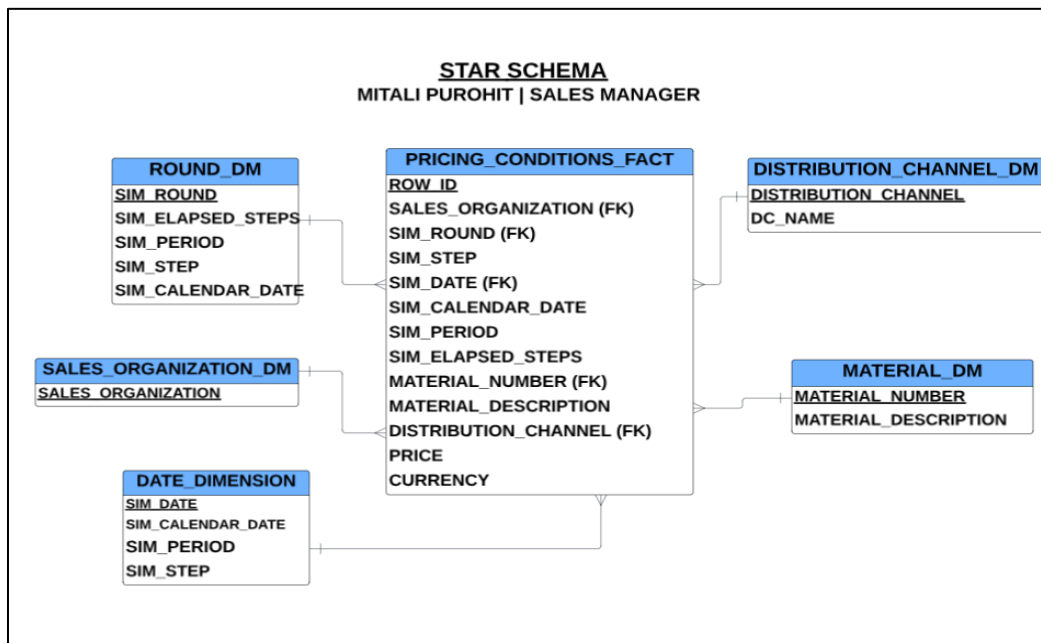 STAR SCHEMA
MITALI PUROHIT | SALES MANAGER
ROUND_DM
SIM_ROUND
SIM_ELAPSED_STEPS
SIM_PERIOD
SIM_STEP
SIM_CALENDAR_DATE
SALES_ORGANIZATION_DM
SALES_ORGANIZATION
DATE_DIMENSION
SIM_DATE
SIM_CALENDAR_DATE
SIM_PERIOD
SIM_STEP
PRICING_CONDITIONS_FACT
ROW_ID
SALES_ORGANIZATION (FK)
SIM_ROUND (FK)
SIM_STEP
SIM_DATE (FK)
SIM_CALENDAR_DATE
SIM_PERIOD
SIM_ELAPSED_STEPS
MATERIAL_NUMBER (FK)
MATERIAL_DESCRIPTION
DISTRIBUTION_CHANNEL (FK)
PRICE
CURRENCY
DISTRIBUTION_CHANNEL_DM
DISTRIBUTION_CHANNEL
DC_NAME
MATERIAL_DM
MATERIAL_NUMBER
MATERIAL_DESCRIPTION